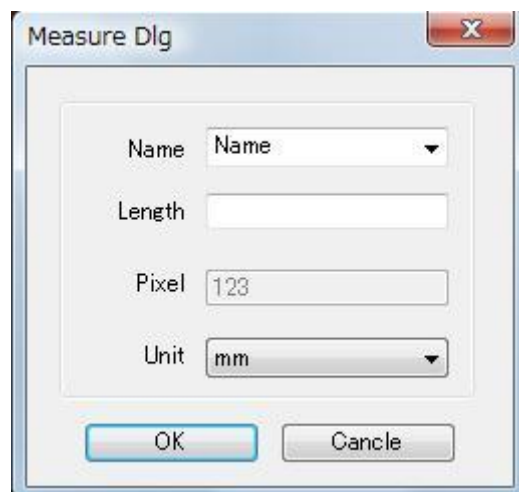 Measure Dlg
Name Name
Length
Pixel 123
Unit mm
OK Cancle